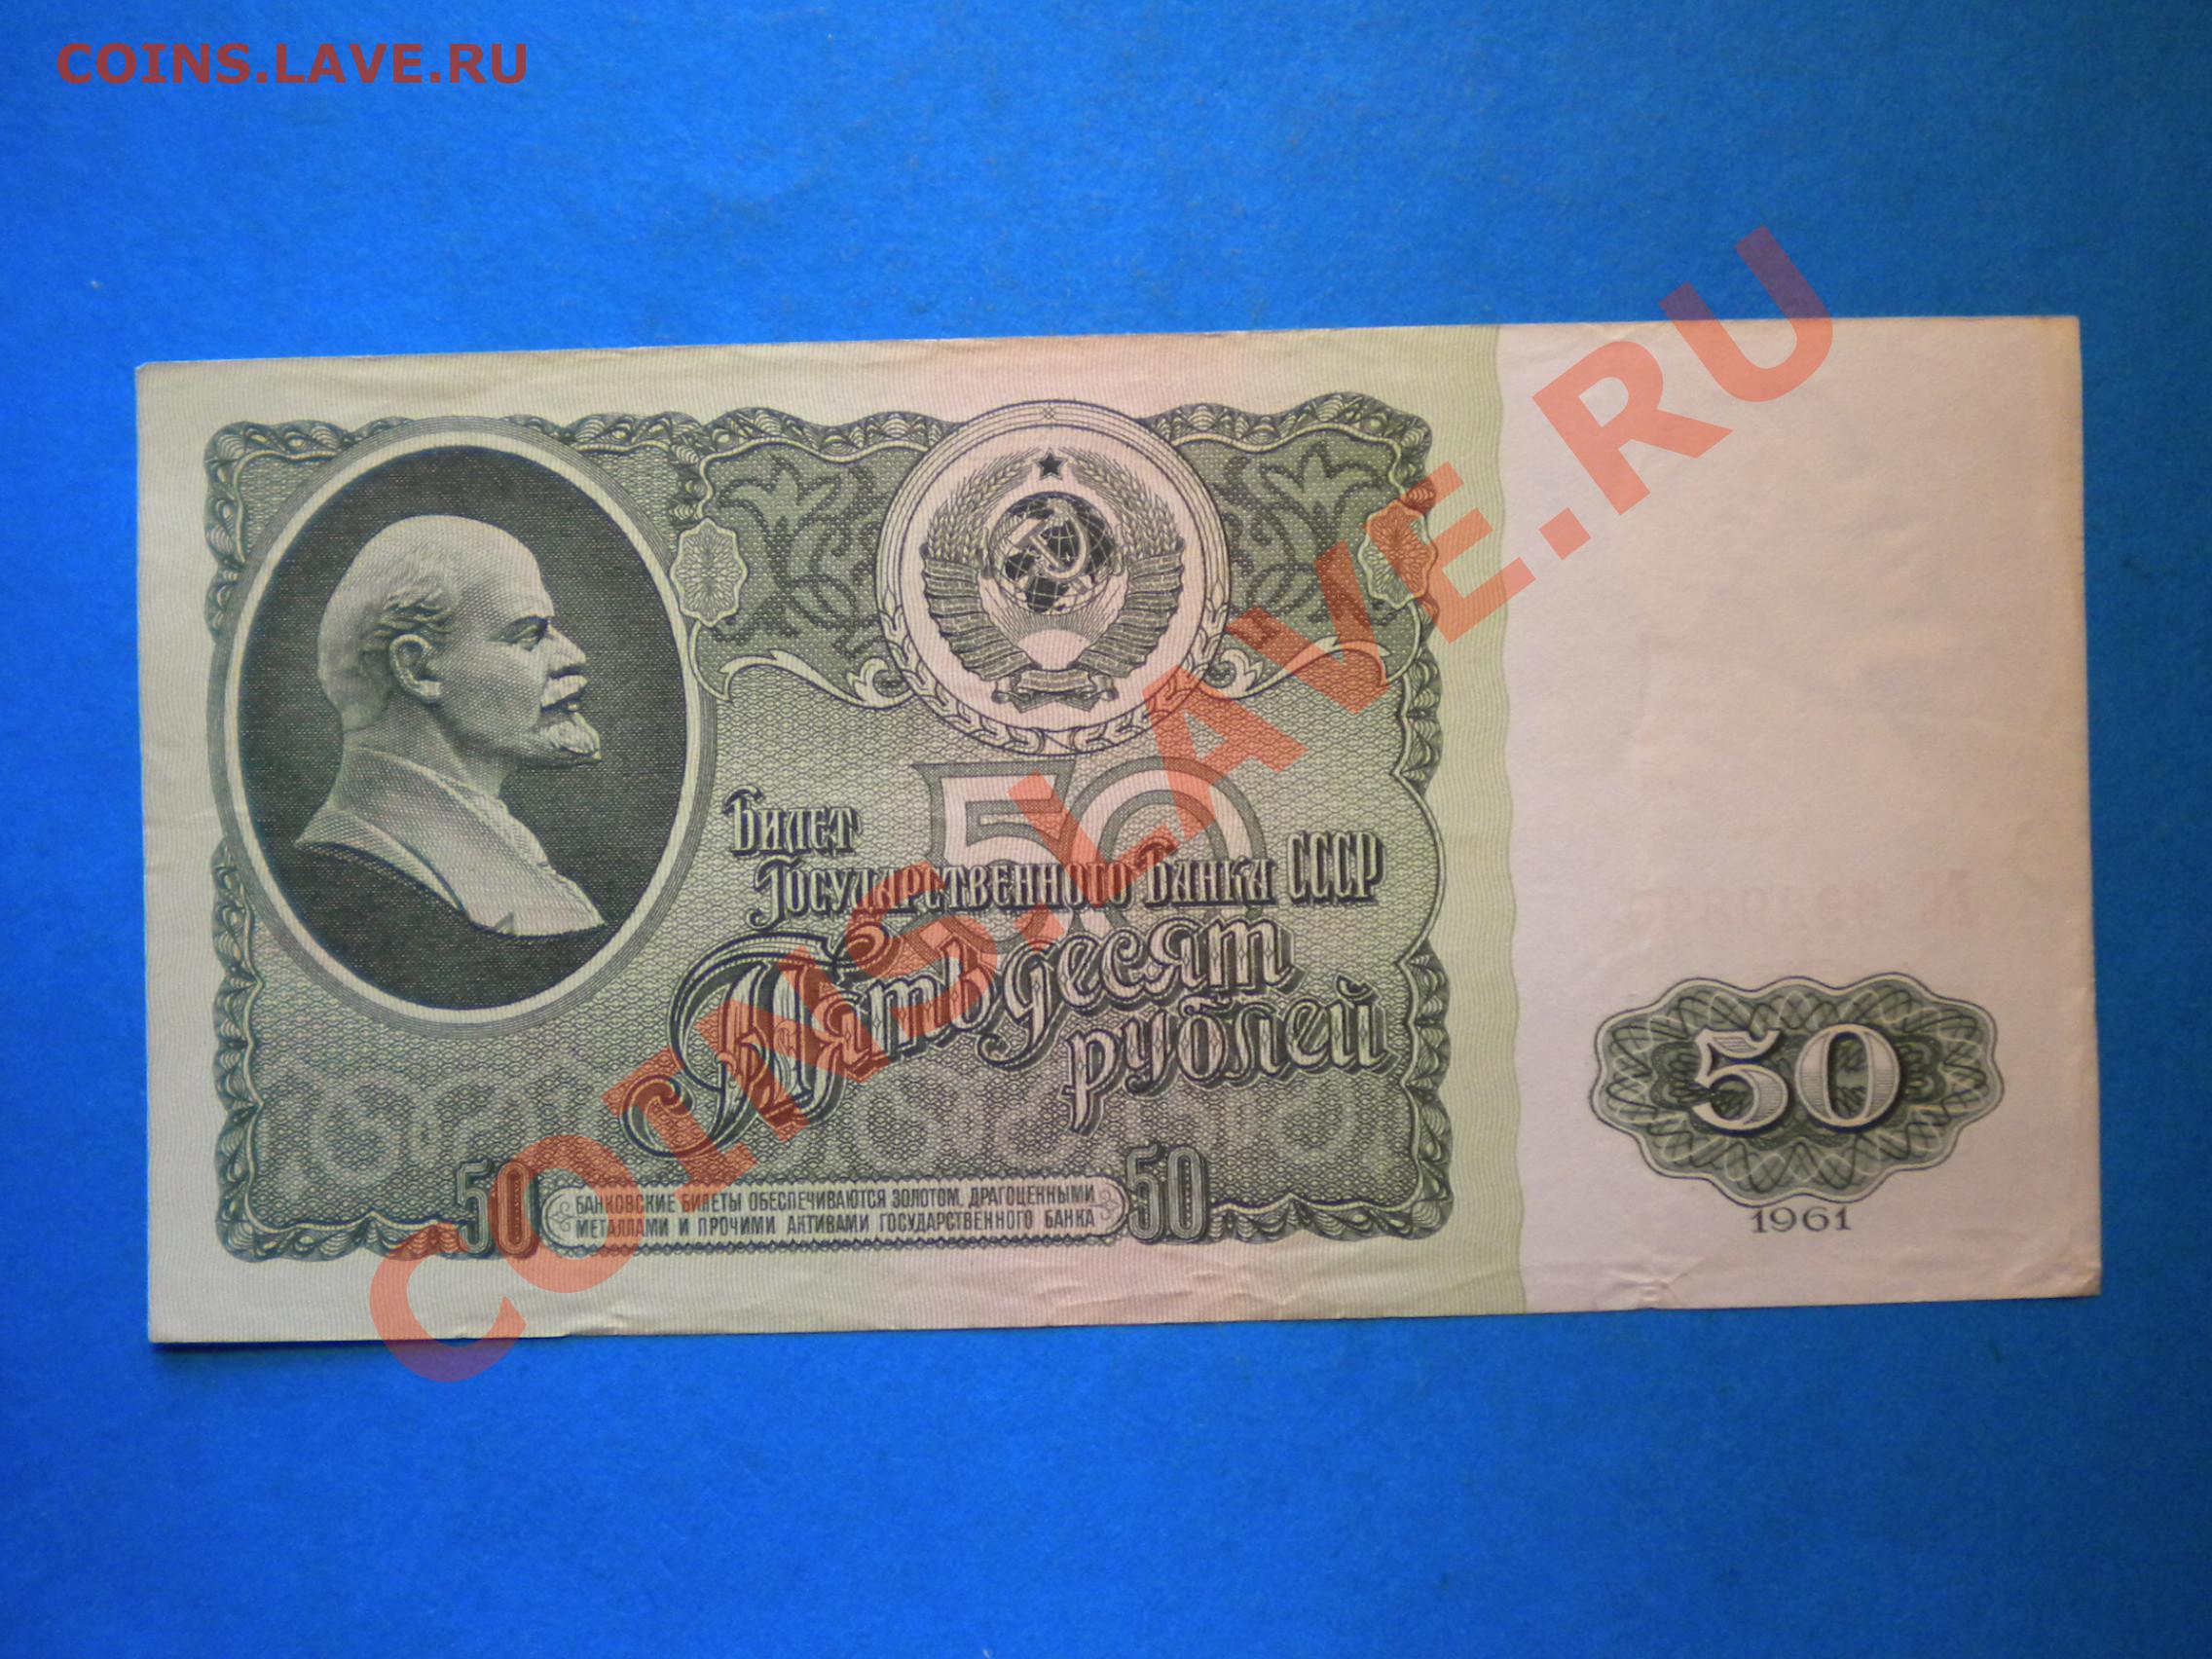 COINS.LAVE.RU
COINS.LAVE.RU
50
Билет
Государственного Банка СССР
Пятьдесят
рублей
50
БАНКОВСКИЕ БИЛЕТЫ ОБЕСПЕЧИВАЮТСЯ ЗОЛОТОМ, ДРАГОЦЕННЫМИ
МЕТАЛЛАМИ И ПРОЧИМИ АКТИВАМИ ГОСУДАРСТВЕННОГО БАНКА
50
50
1961